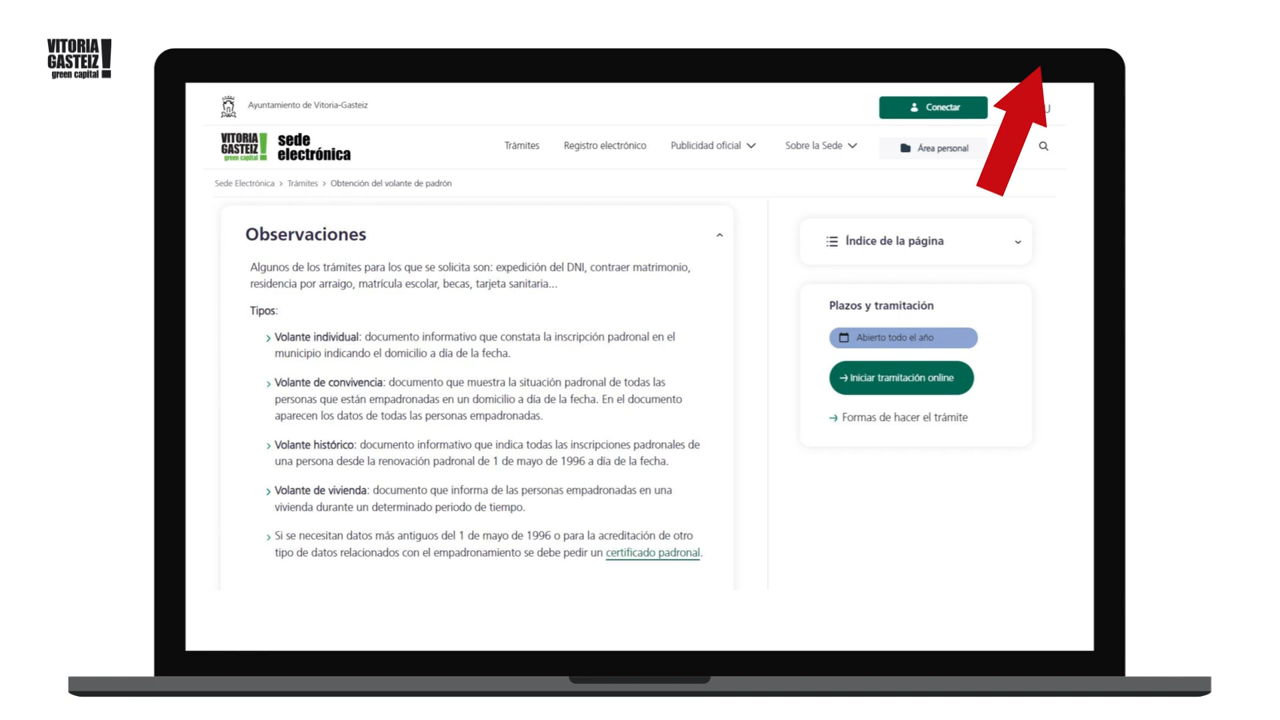 VITORIA
GASTEIZ
green capital
Ayuntamiento de Vitoria-Gasteiz
Conectar
VITORIA
GASTEIZ
green capital
sede
electrónica
Trámites
Registro electrónico
Publicidad oficial
Sobre la Sede
Área personal
Sede Electrónica > Trámites > Obtención del volante de padrón
Observaciones
Algunos de los trámites para los que se solicita son: expedición del DNI, contraer matrimonio,
residencia por arraigo, matrícula escolar, becas, tarjeta sanitaria...
Tipos:
Volante individual: documento informativo que constata la inscripción padronal en el
municipio indicando el domicilio a día de la fecha.
Volante de convivencia: documento que muestra la situación padronal de todas las
personas que están empadronadas en un domicilio a día de la fecha. En el documento
aparecen los datos de todas las personas empadronadas.
Volante histórico: documento informativo que indica todas las inscripciones padronales de
una persona desde la renovación padronal de 1 de mayo de 1996 a día de la fecha.
Volante de vivienda: documento que informa de las personas empadronadas en una
vivienda durante un determinado periodo de tiempo.
Si se necesitan datos más antiguos del 1 de mayo de 1996 o para la acreditación de otro
tipo de datos relacionados con el empadronamiento se debe pedir un certificado padronal.
Índice de la página
Plazos y tramitación
Abierto todo el año
Iniciar tramitación online
Formas de hacer el trámite